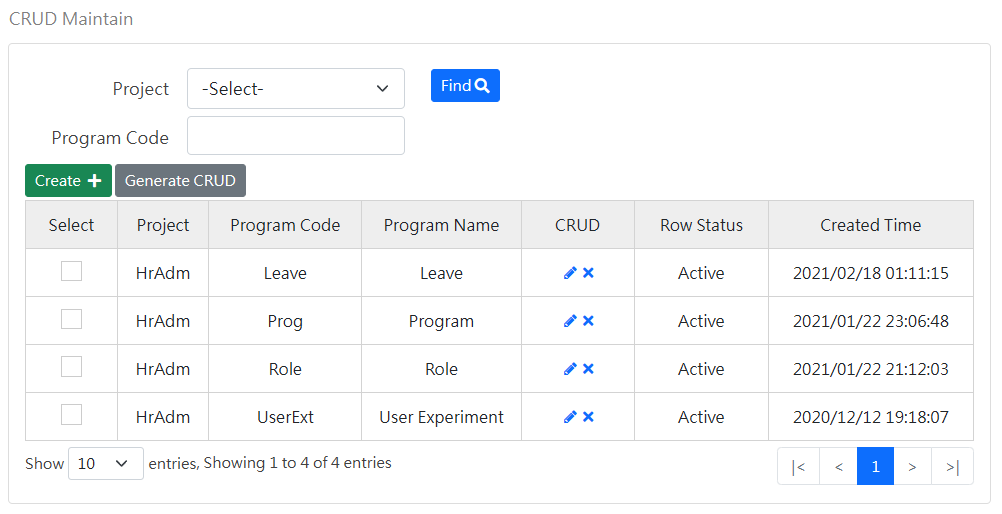 CRUD Maintain
Project -Select- Find
Program Code
Create Generate CRUD
Select Project Program Code Program Name CRUD Row Status Created Time
HrAdm Leave Leave Active 2021/02/18 01:11:15
HrAdm Prog Program Active 2021/01/22 23:06:48
HrAdm Role Role Active 2021/01/22 21:12:03
HrAdm UserExt User Experiment Active 2020/12/12 19:18:07
Show 10 entries, Showing 1 to 4 of 4 entries |< < 1 > >|